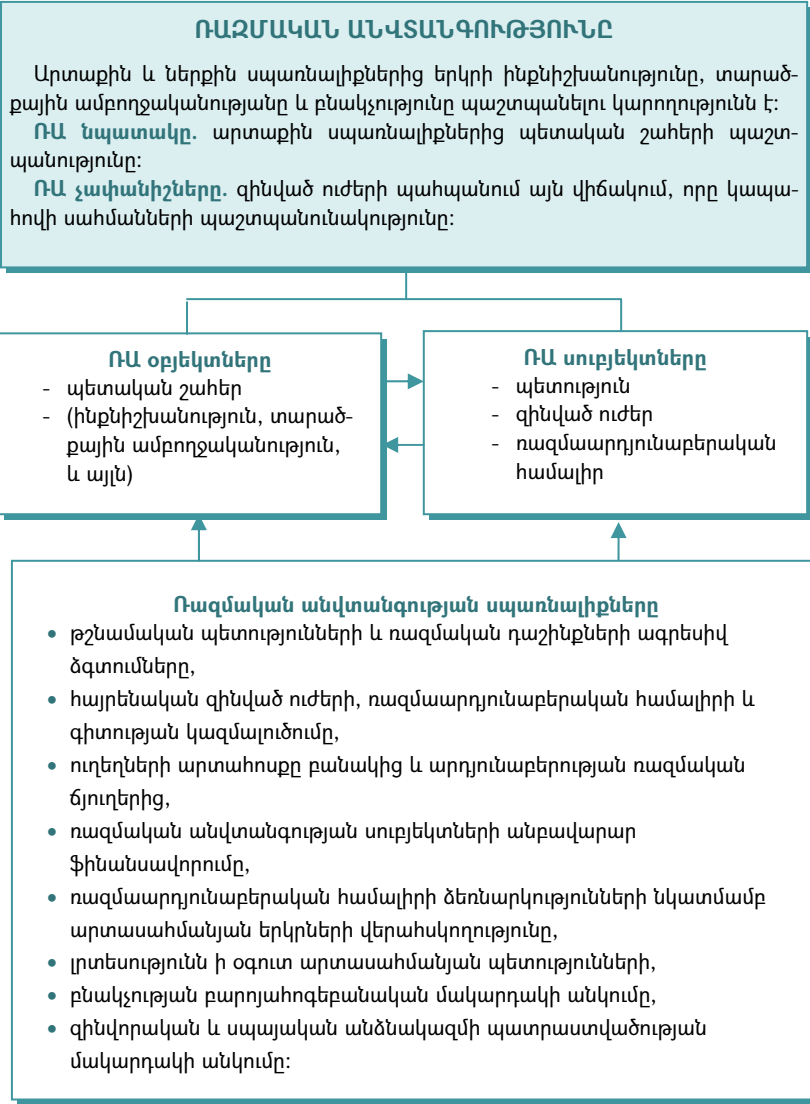 ՌԱԶՄԱԿԱՆ ԱՆՎՏԱՆԳՈՒԹՅՈՒՆԸ
Արտաքին և ներքին սպառնալիքներից երկրի ինքնիշխանությունը, տարած-
քային ամբողջականությանը և բնակչությունը պաշտպանելու կարողությունն է:
ՌԱ նպատակը. արտաքին սպառնալիքներից պետական շահերի պաշտ-
պանությունը:
ՌԱ չափանիշները. զինված ուժերի պահպանում այն վիճակում, որը կապա-
հովի սահմանների պաշտպանունակությունը:
ՌԱ օբյեկտները
- պետական շահեր
- (ինքնիշխանություն, տարած-
քային ամբողջականություն,
և այլն)
ՌԱ սուբյեկտները
- պետություն
- զինված ուժեր
- ռազմաարդյունաբերական
համալիր
Ռազմական անվտանգության սպառնալիքները
• թշնամական պետությունների և ռազմական դաշինքների ագրեսիվ
ձգտումները,
• հայրենական զինված ուժերի, ռազմաարդյունաբերական համալիրի և
գիտության կազմալուծումը,
• ուղեղների արտահոսքը բանակից և արդյունաբերության ռազմական
ճյուղերից,
• ռազմական անվտանգության սուբյեկտների անբավարար
ֆինանսավորումը,
• ռազմաարդյունաբերական համալիրի ձեռնարկությունների նկատմամբ
արտասահմանյան երկրների վերահսկողությունը,
• լրտեսությունն ի օգուտ արտասահմանյան պետությունների,
• բնակչության բարոյահոգեբանական մակարդակի անկումը,
• զինվորական և սպայական անձնակազմի պատրաստվածության
մակարդակի անկումը: